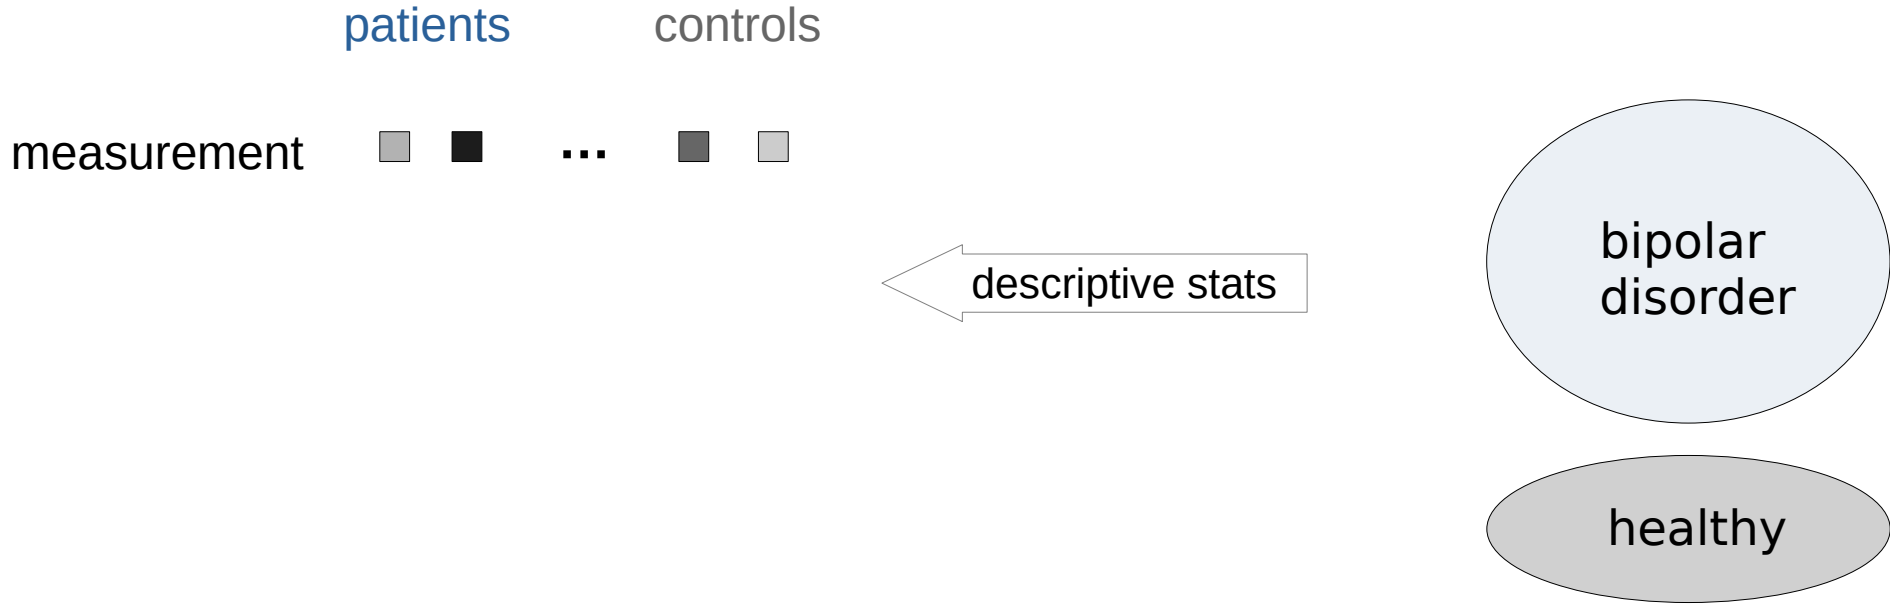 patients controls
measurement ...
descriptive stats
bipolar
disorder
healthy